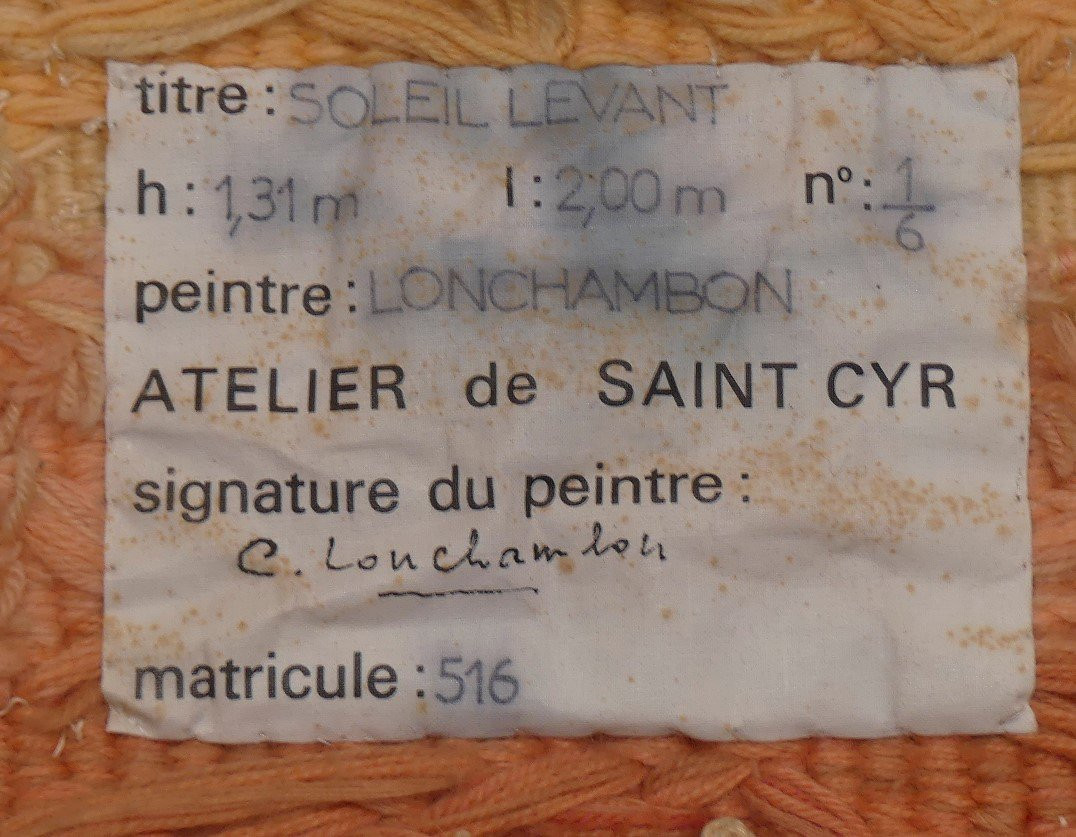 titre : SOLEIL LEVANT
h : 1,31 m l : 2,00 m n° : 1/6
peintre : LONCHAMBON
ATELIER de SAINT CYR
signature du peintre :
C. Lonchambon
matricule : 516